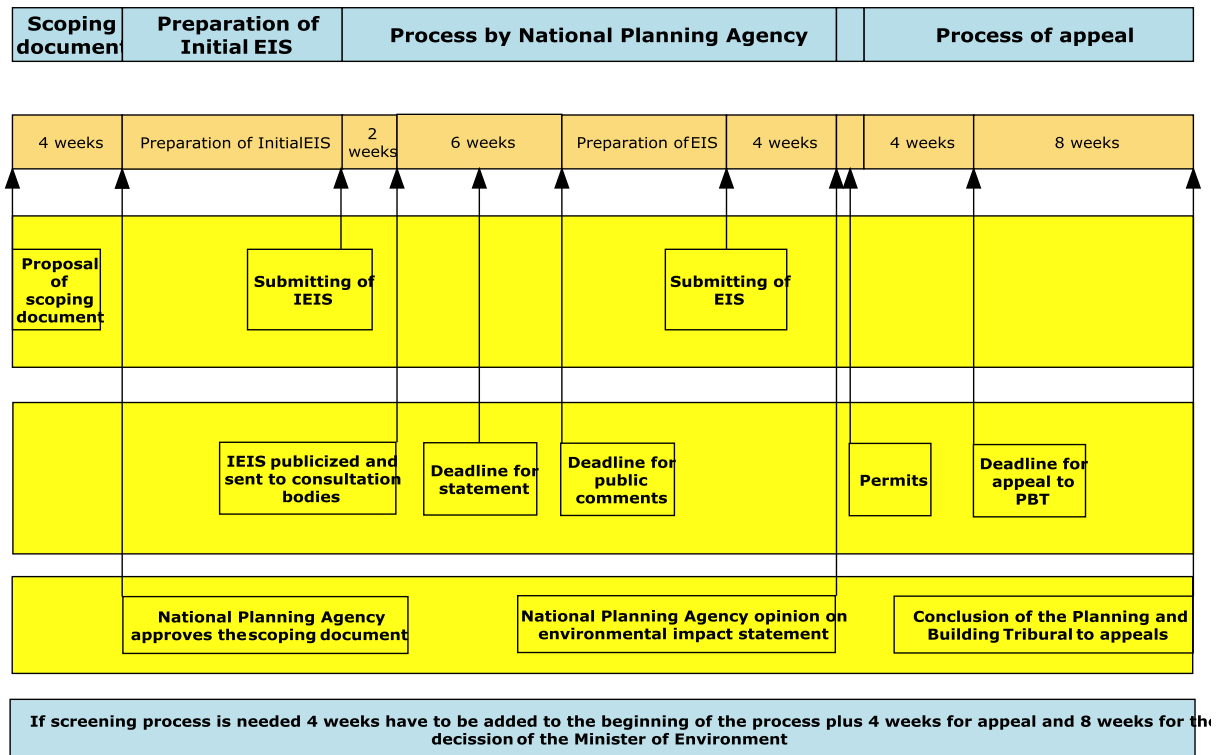 Scoping
document
Preparation of
Initial EIS
Process by National Planning Agency
Process of appeal
4 weeks
Preparation of InitialEIS
2
weeks
6 weeks
Preparation of EIS
4 weeks
4 weeks
8 weeks
Proposal
of
scoping
document
Submitting of
IEIS
Submitting of
EIS
IEIS publicized and
sent to consultation
bodies
Deadline for
statement
Deadline for
public
comments
Permits
Deadline for
appeal to
PBT
National Planning Agency
approves the scoping document
National Planning Agency opinion on
environmental impact statement
Conclusion of the Planning and
Building Tribural to appeals
If screening process is needed 4 weeks have to be added to the beginning of the process plus 4 weeks for appeal and 8 weeks for the
decission of the Minister of Environment